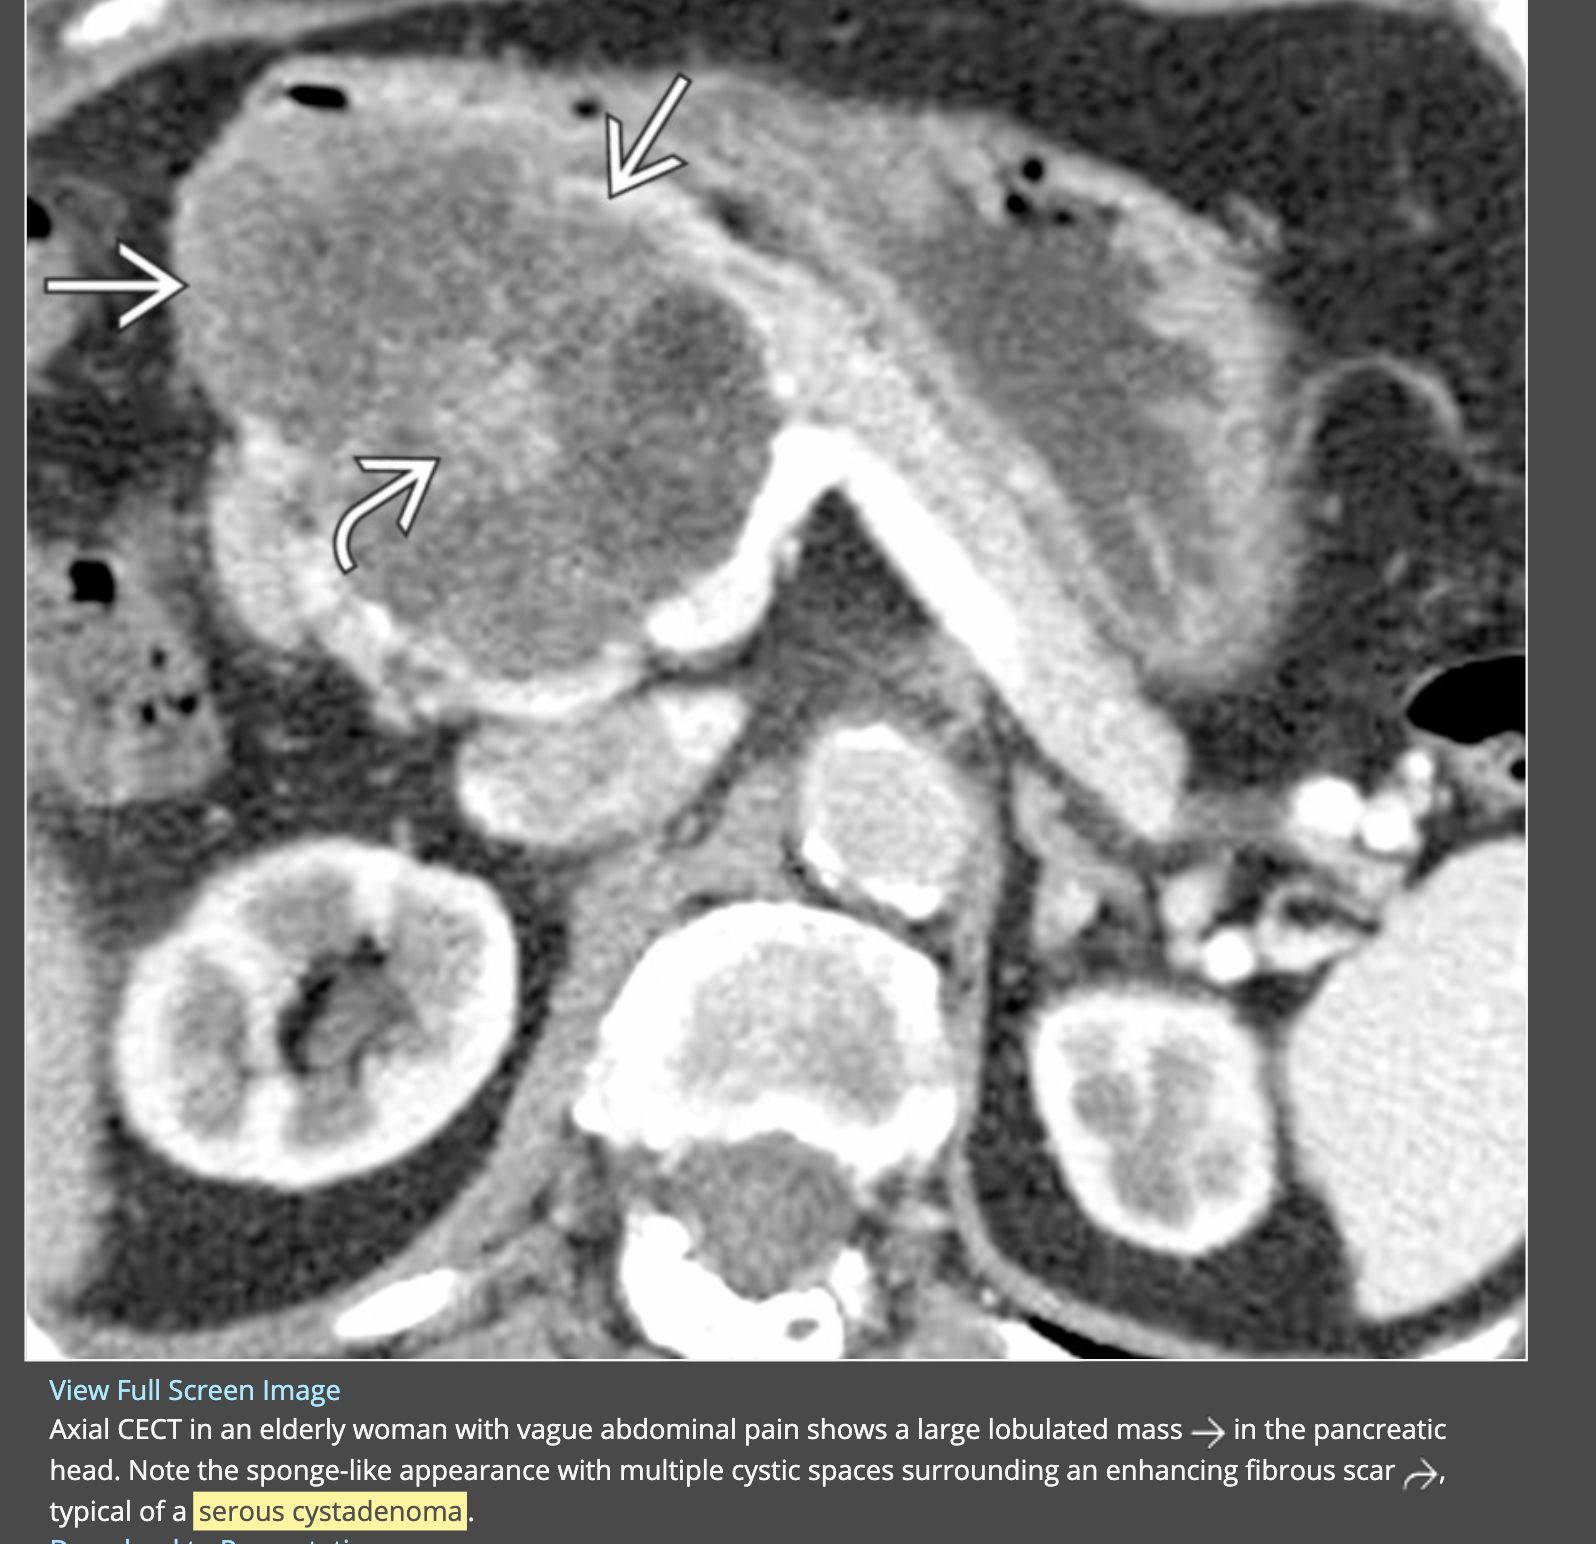 View Full Screen Image
Axial CECT in an elderly woman with vague abdominal pain shows a large lobulated mass → in the pancreatic
head. Note the sponge-like appearance with multiple cystic spaces surrounding an enhancing fibrous scar ↷,
typical of a serous cystadenoma.